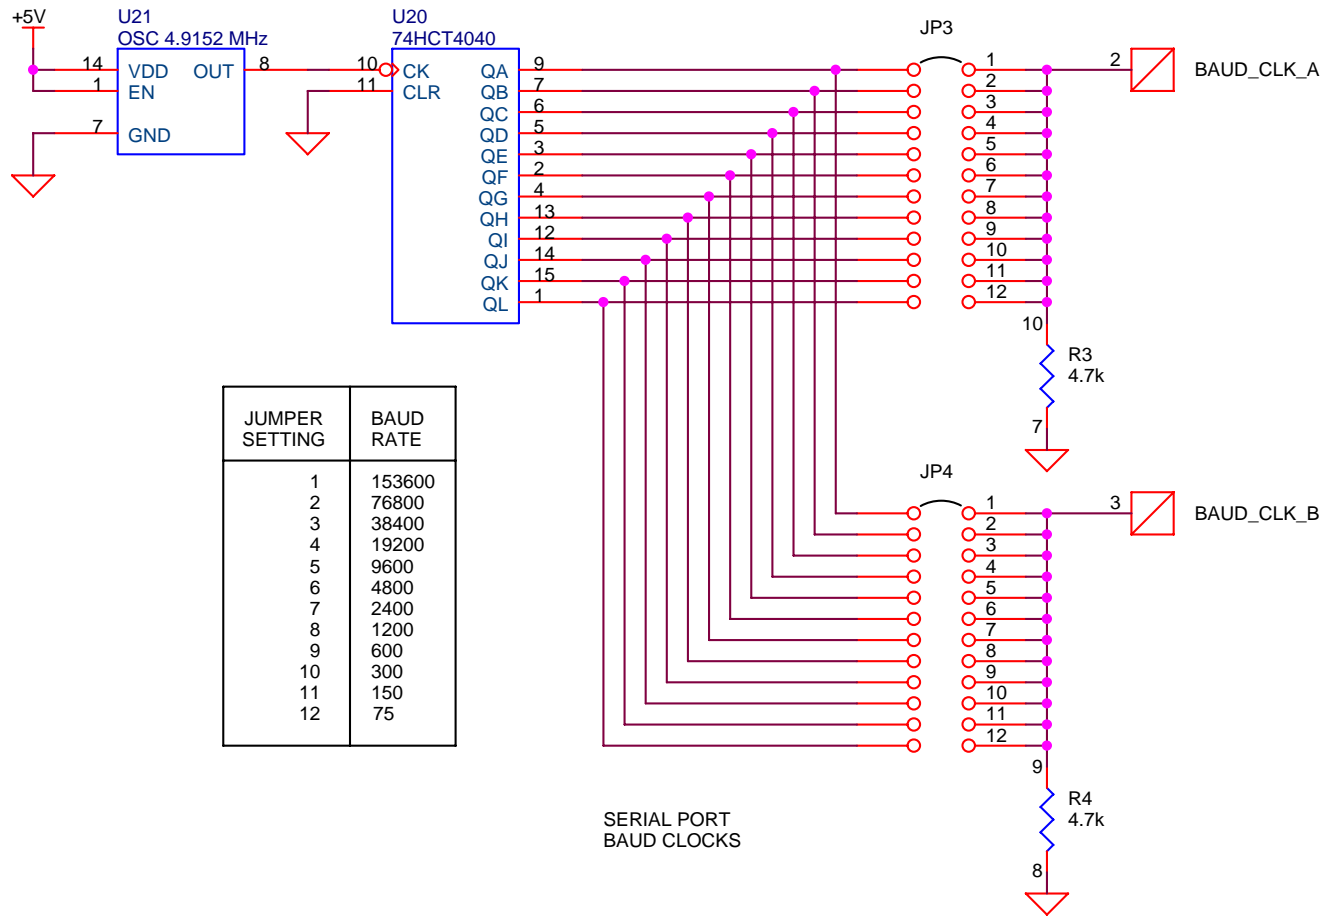 +5V
U21
OSC 4.9152 MHz
14 VDD OUT 8
1 EN
7 GND
U20
74HCT4040
10 CK QA 9
11 CLR QB 7
QC 6
QD 5
QE 3
QF 2
QG 4
QH 13
QI 12
QJ 14
QK 15
QL 1
JP3
1
2
3
4
5
6
7
8
9
10
11
12
2 BAUD_CLK_A
10
R3
4.7k
7
JUMPER SETTING BAUD RATE
1 153600
2 76800
3 38400
4 19200
5 9600
6 4800
7 2400
8 1200
9 600
10 300
11 150
12 75
JP4
1
2
3
4
5
6
7
8
9
10
11
12
3 BAUD_CLK_B
9
R4
4.7k
8
SERIAL PORT
BAUD CLOCKS